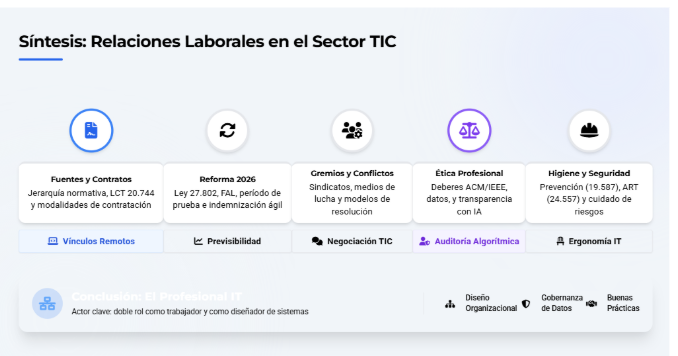 Síntesis: Relaciones Laborales en el Sector TIC
Fuentes y Contratos
Jerarquía normativa, LCT 20.744
y modalidades de contratación
Reforma 2026
Ley 27.802, FAL, período de
prueba e indemnización ágil
Gremios y Conflictos
Sindicatos, medios de
lucha y modelos de
resolución
Ética Profesional
Deberes ACM/IEEE,
datos, y transparencia
con IA
Higiene y Seguridad
Prevención (19.587), ART
(24.557) y cuidado de
riesgos
Vínculos Remotos
Previsibilidad
Negociación TIC
Auditoría Algorítmica
Ergonomía IT
Conclusión: El Profesional IT
Actor clave: doble rol como trabajador y como diseñador de sistemas
Diseño
Organizacional
Gobernanza
de Datos
Buenas
Prácticas